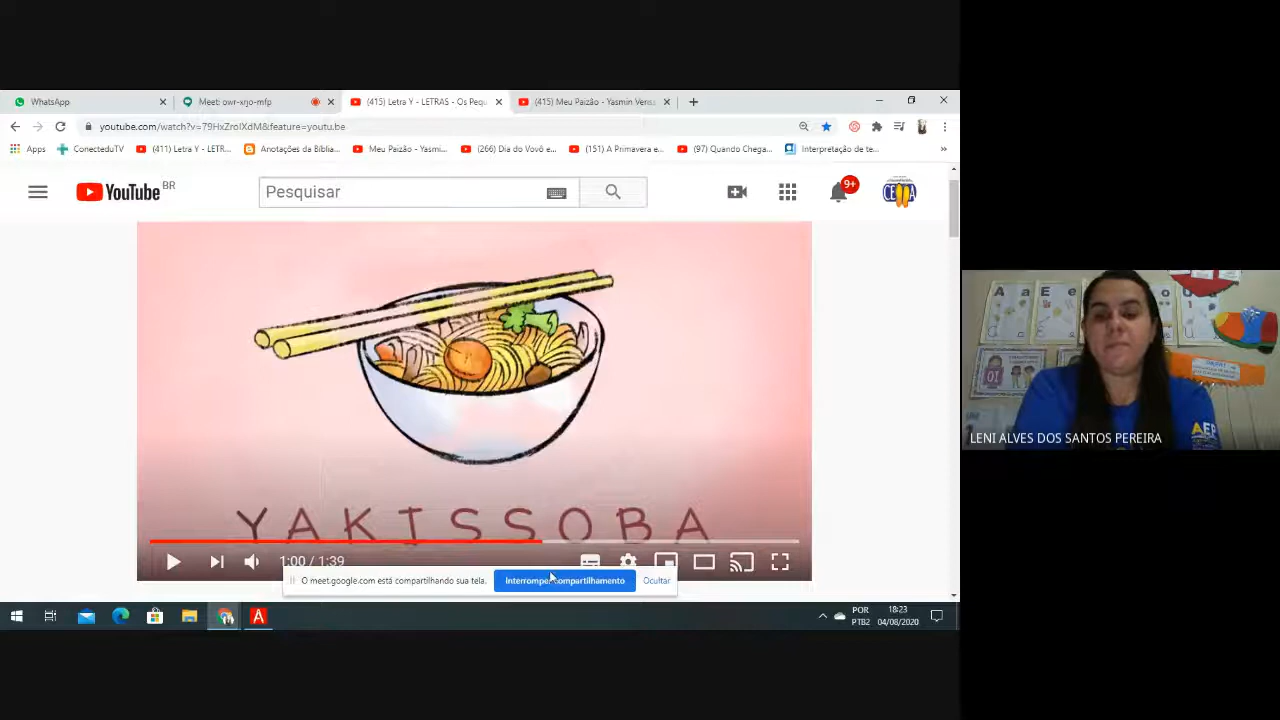 WhatsApp
Meet: owr-xrjo-mfp
(415) Letra Y - LETRAS - Os Pequ
(415) Meu Paizão - Yasmin Veris
youtube.com/watch?v=79HxZroIXdM&feature=youtu.be
Apps
ConecteduTV
(411) Letra Y - LETR...
Anotações da Bíblia...
Meu Paizão - Yasmi...
(266) Dia do Vovô e...
(151) A Primavera e...
(97) Quando Chega...
Interpretação de te...
»
YouTube BR
Pesquisar
9+
YAKISSOBA
1:00 / 1:39
O meet.google.com está compartilhando sua tela.
Interromper compartilhamento
Ocultar
LENI ALVES DOS SANTOS PEREIRA
A a
E e
AEP
POR
PTB2
18:23
04/08/2020